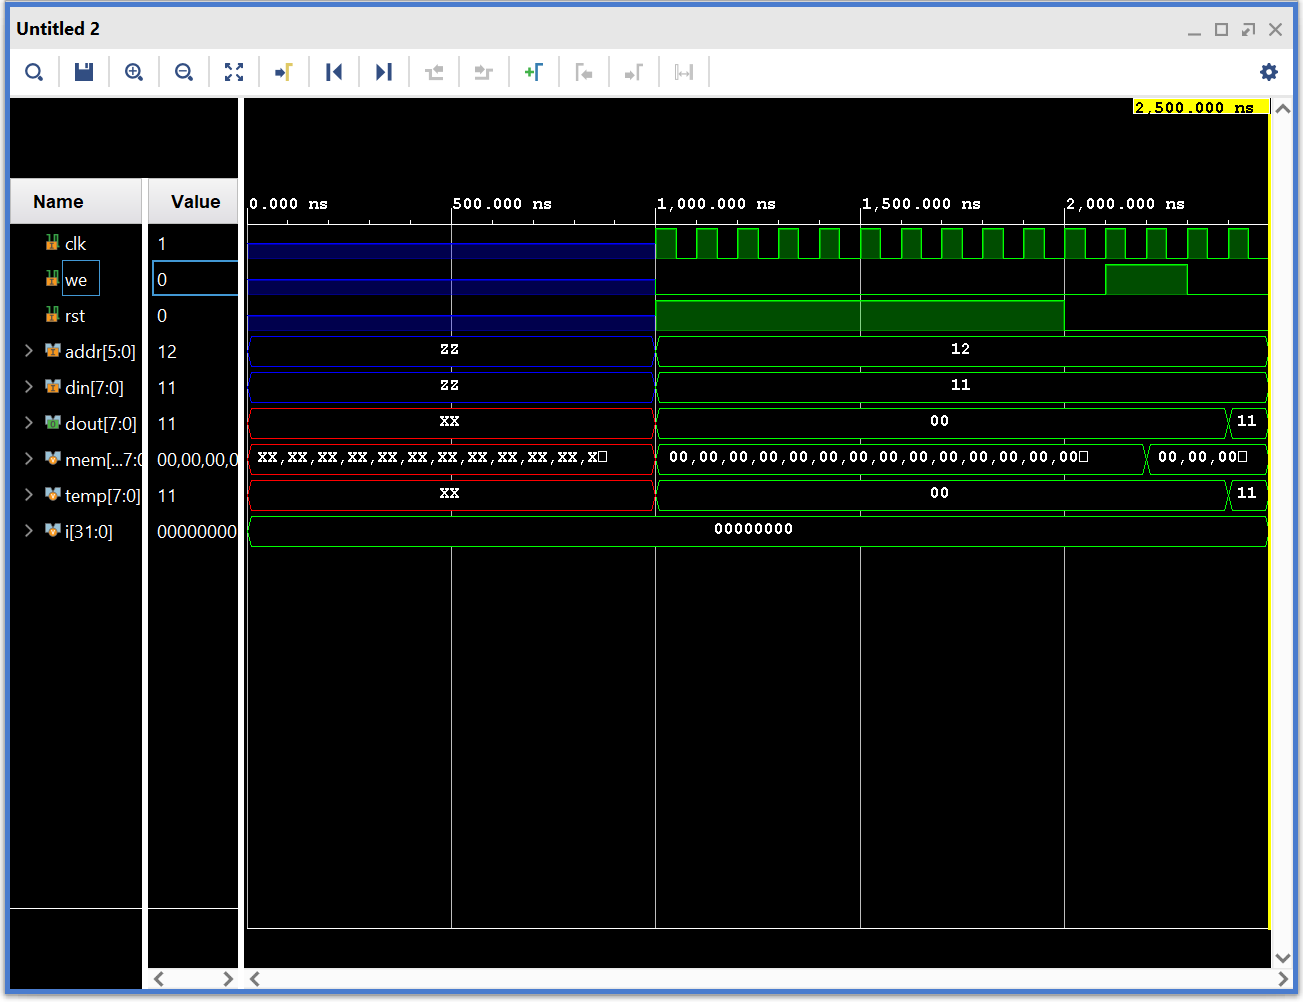 Untitled 2
2,500.000 ns
Name Value 0.000 ns 500.000 ns 1,000.000 ns 1,500.000 ns 2,000.000 ns
clk 1
we 0
rst 0
addr[5:0] 12 ZZ 12
din[7:0] 11 ZZ 11
dout[7:0] 11 XX 00 11
mem[...7:0 00,00,00,0 XX,XX,XX,XX,XX,XX,XX,XX,XX,XX,XX,X□ 00,00,00,00,00,00,00,00,00,00,00,00,00,00□ 00,00,00□
temp[7:0] 11 XX 00 11
i[31:0] 00000000 00000000